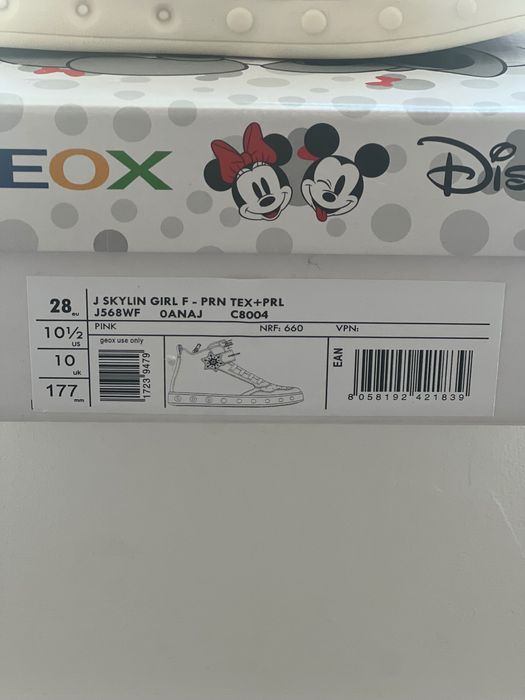 EOX
Dis
28 eu
10½ us
10 uk
177 mm
J SKYLIN GIRL F - PRN TEX+PRL
J568WF 0ANAJ C8004
PINK NRF: 660 VPN:
geox use only
1723 9479
EAN
8 058192 421839